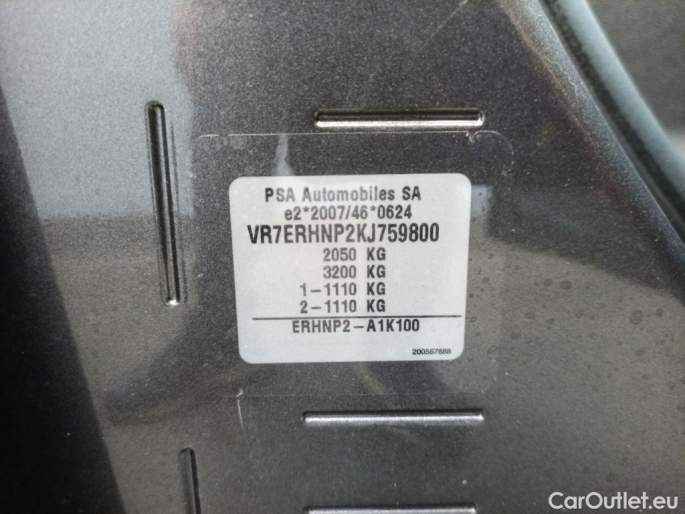 PSA Automobiles SA
e2*2007/46*0624
VR7ERHNP2KJ759800
2050 KG
3200 KG
1-1110 KG
2-1110 KG
ERHNP2-A1K100
200567888
CarOutlet.eu